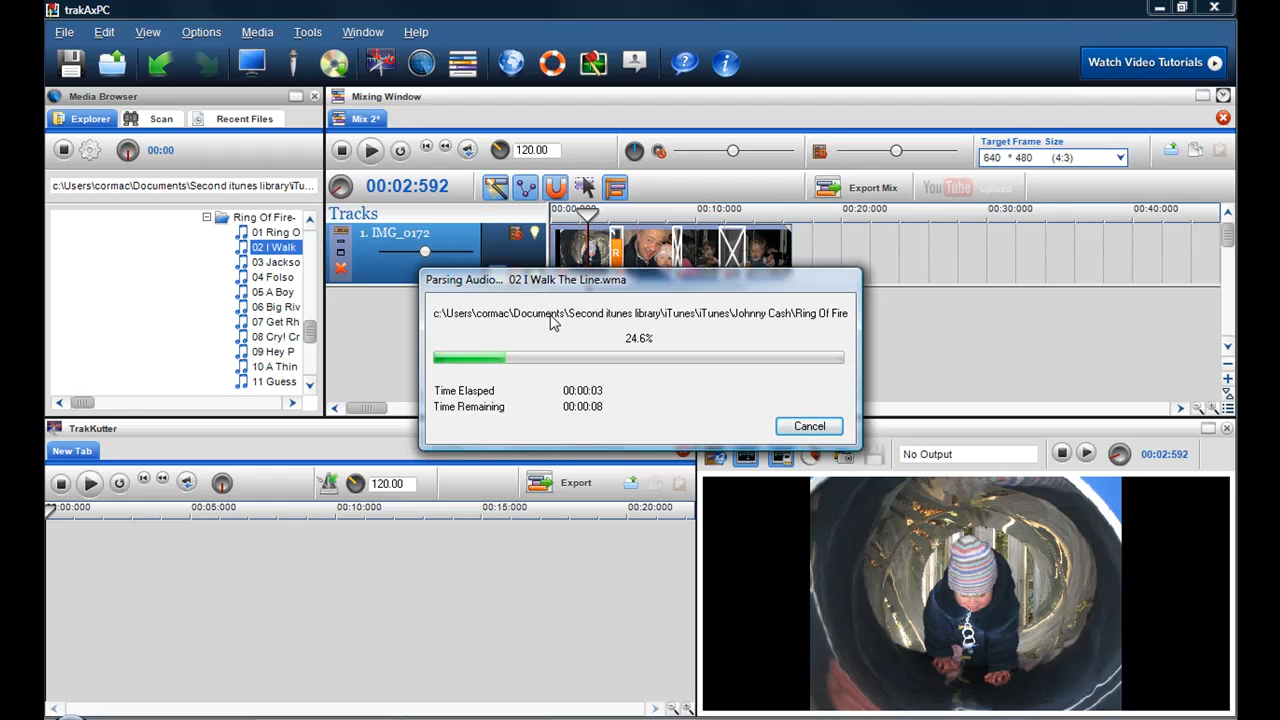 trakAxPC
File Edit View Options Media Tools Window Help
Watch Video Tutorials
Media Browser
Explorer Scan Recent Files
00:00
c:\Users\cormac\Documents\Second itunes library\iTu...
Ring Of Fire-
01 Ring O
02 I Walk
03 Jackso
04 Folso
05 A Boy
06 Big Riv
07 Get Rh
08 Cry! Cr
09 Hey P
10 A Thin
11 Guess
Mixing Window
Mix 2*
120.00
Target Frame Size
640 * 480 (4:3)
00:02:592
Export Mix
YouTube Upload
Tracks
00:00:000 00:10:000 00:20:000 00:30:000 00:40:000
1. IMG_0172
R
Parsing Audio... 02 I Walk The Line.wma
c:\Users\cormac\Documents\Second itunes library\iTunes\iTunes\Johnny Cash\Ring Of Fire
24.6%
Time Elasped 00:00:03
Time Remaining 00:00:08
Cancel
TrakKutter
New Tab
120.00
Export
00:00:000 00:05:000 00:10:000 00:15:000 00:20:000
No Output
00:02:592